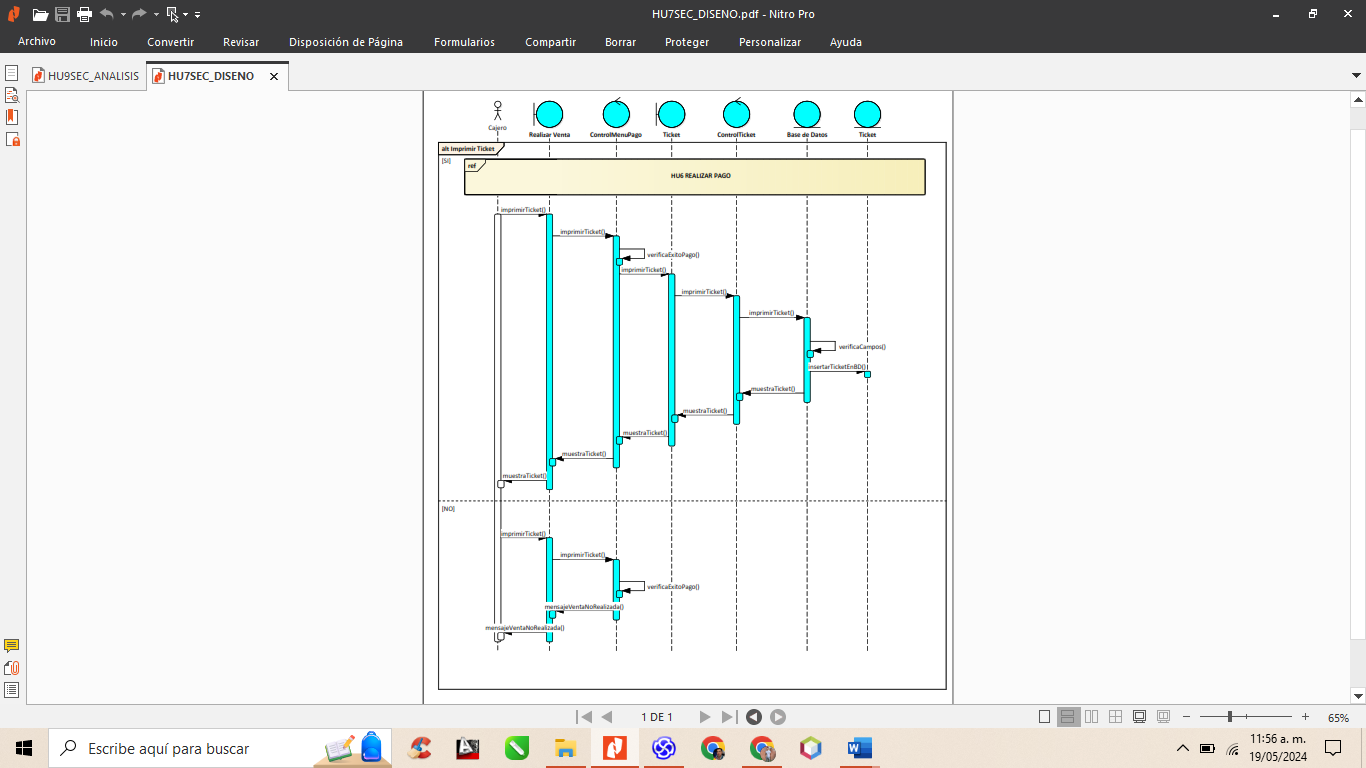 HU7SEC_DISENO.pdf - Nitro Pro
Archivo Inicio Convertir Revisar Disposición de Página Formularios Compartir Borrar Proteger Personalizar Ayuda
HU9SEC_ANALISIS HU7SEC_DISENO
Cajero Realizar Venta ControlMenuPago Ticket ControlTicket Base de Datos Ticket
alt Imprimir Ticket
[SI]
ref
HU6 REALIZAR PAGO
imprimirTicket()
imprimirTicket()
verificaExitoPago()
imprimirTicket()
imprimirTicket()
imprimirTicket()
verificaCampos()
insertarTicketEnBD()
muestraTicket()
muestraTicket()
muestraTicket()
muestraTicket()
muestraTicket()
[NO]
imprimirTicket()
imprimirTicket()
verificaExitoPago()
mensajeVentaNoRealizada()
mensajeVentaNoRealizada()
1 DE 1
65%
Escribe aquí para buscar
11:56 a. m.
19/05/2024